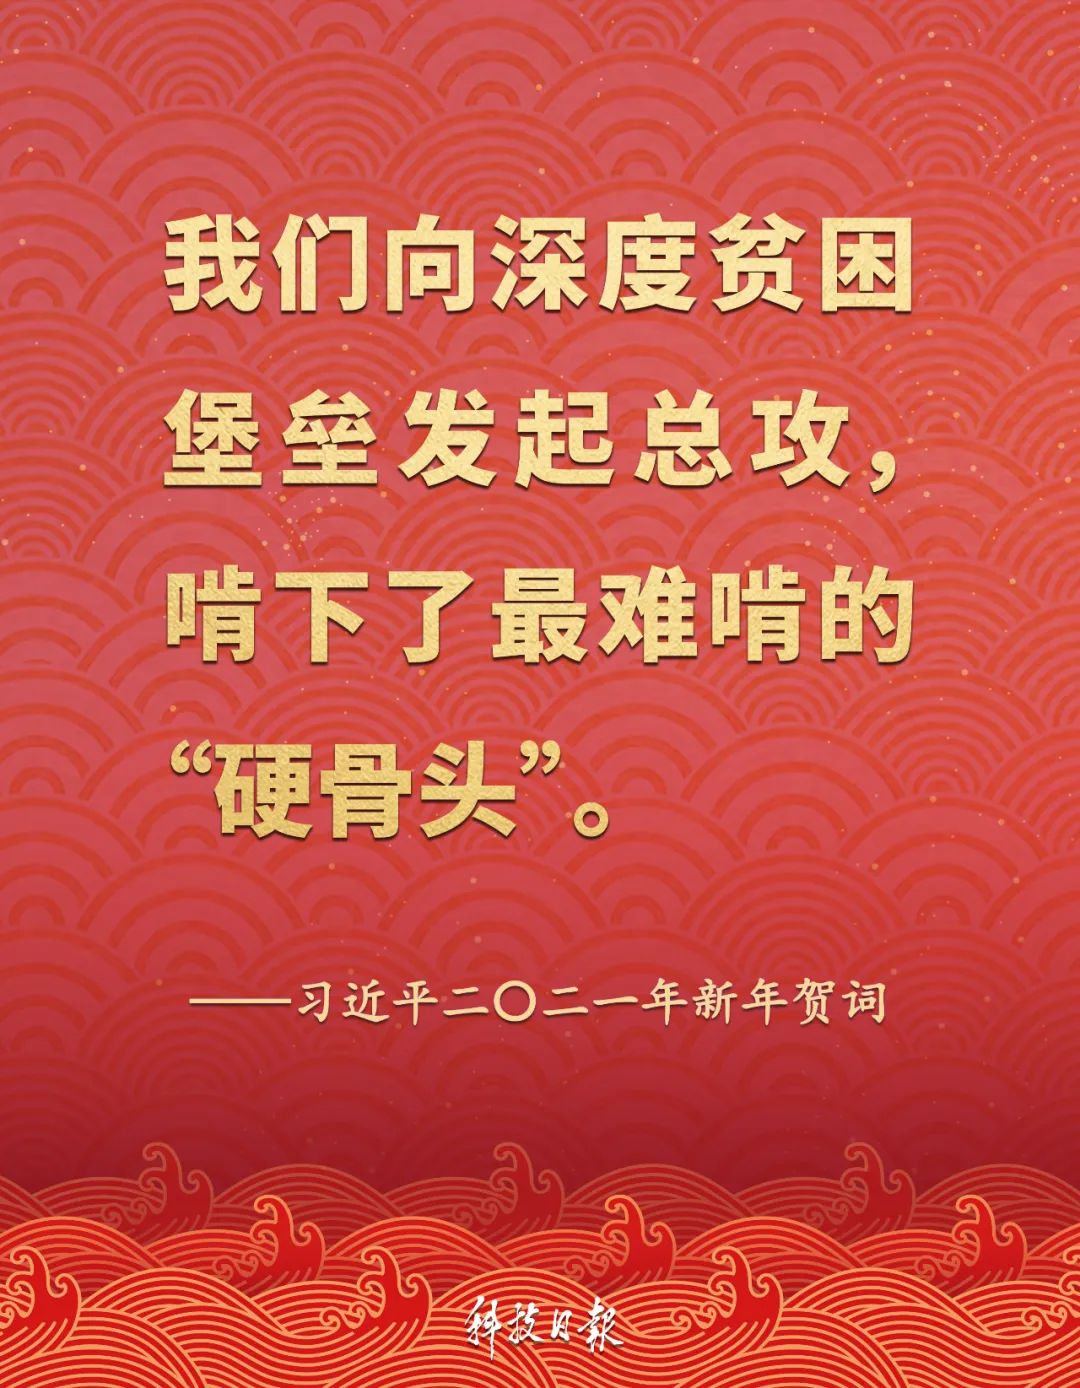 我们向深度贫困
堡垒发起总攻，
啃下了最难啃的
“硬骨头”。
——习近平二〇二一年新年贺词
科技日報